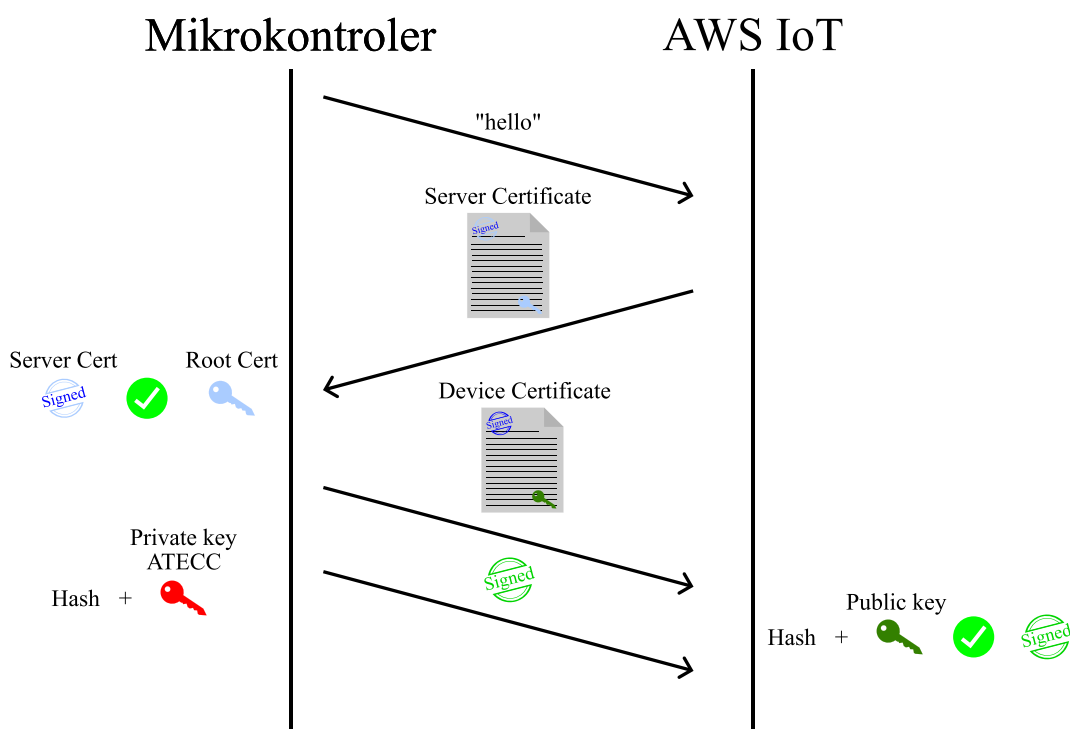 Mikrokontroler
AWS IoT
"hello"
Server Certificate
Signed
Server Cert
Root Cert
Signed
Device Certificate
Signed
Private key
ATECC
Hash +
Signed
Public key
Hash +
Signed